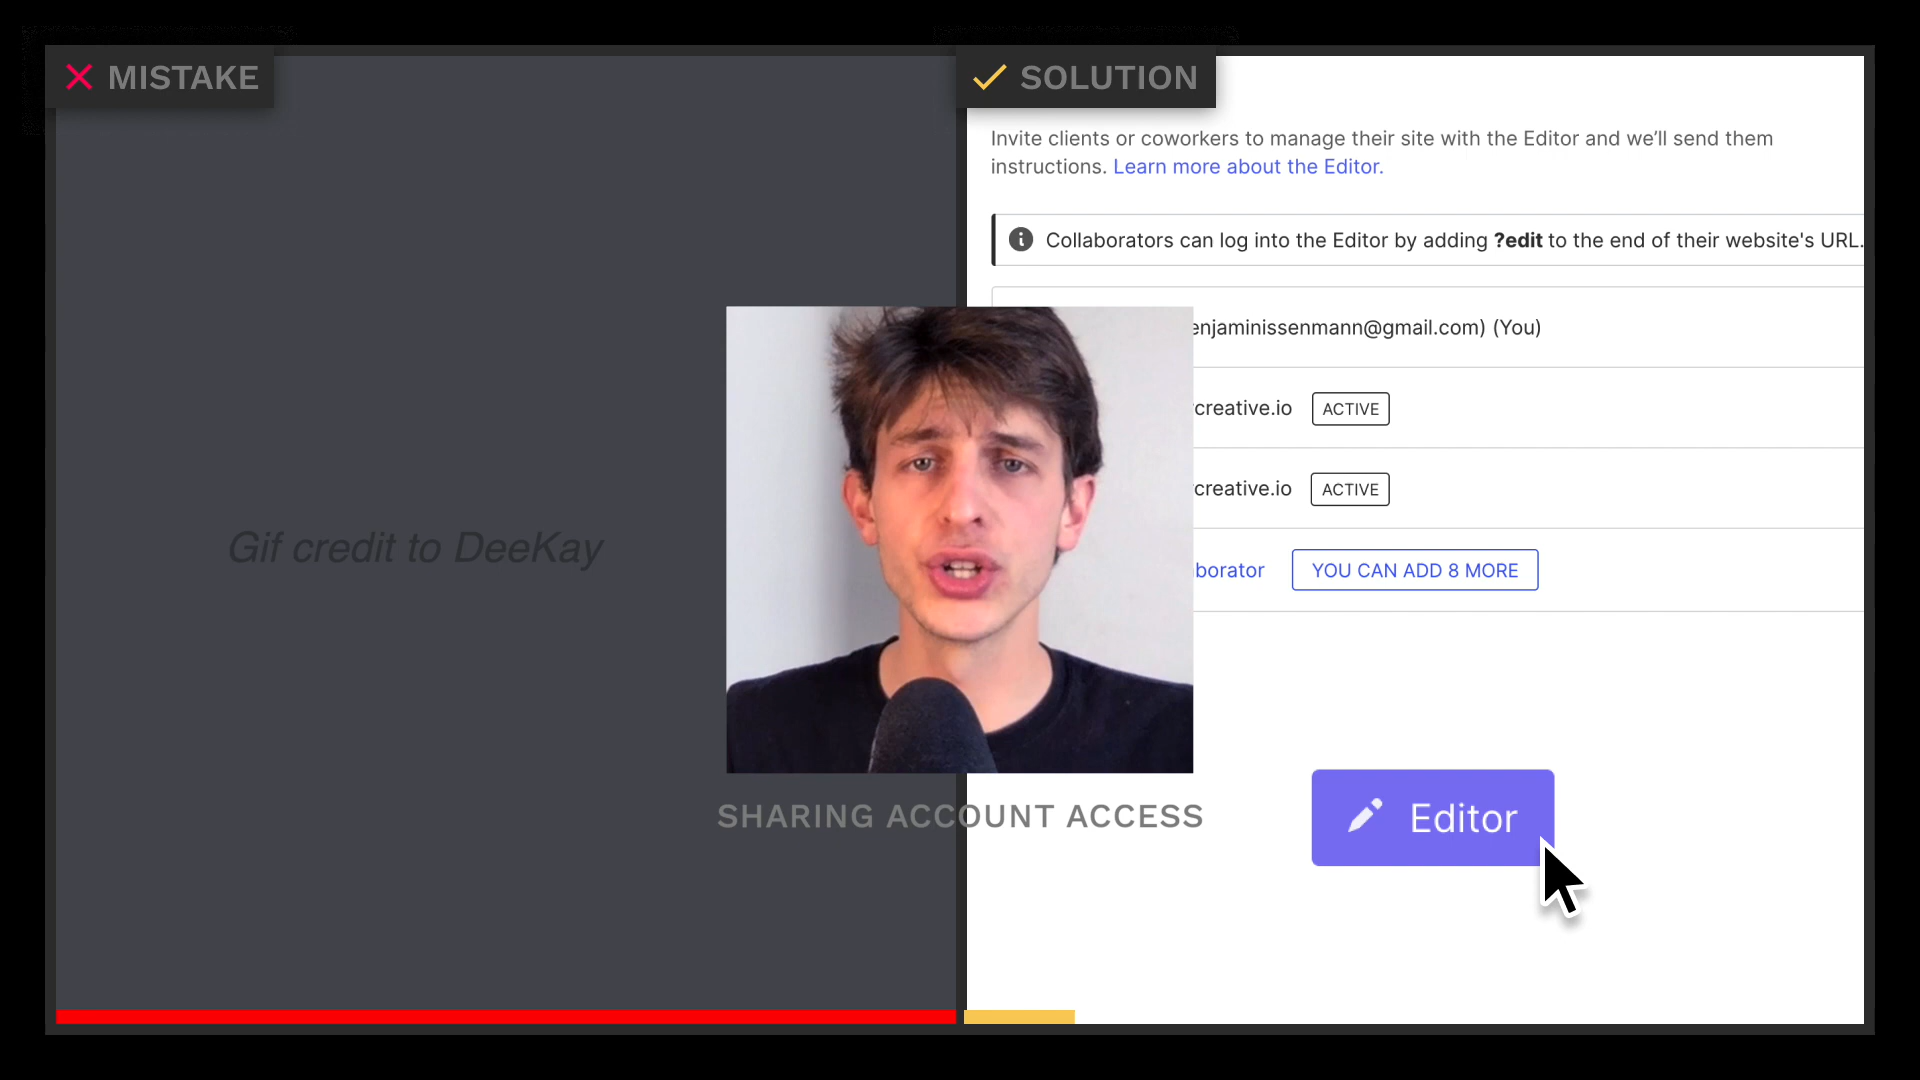 MISTAKE
SOLUTION
Invite clients or coworkers to manage their site with the Editor and we’ll send them
instructions. Learn more about the Editor.
Collaborators can log into the Editor by adding ?edit to the end of their website's URL.
enjaminissenmann@gmail.com) (You)
creative.io ACTIVE
creative.io ACTIVE
Gif credit to DeeKay
borator YOU CAN ADD 8 MORE
SHARING ACCOUNT ACCESS
Editor